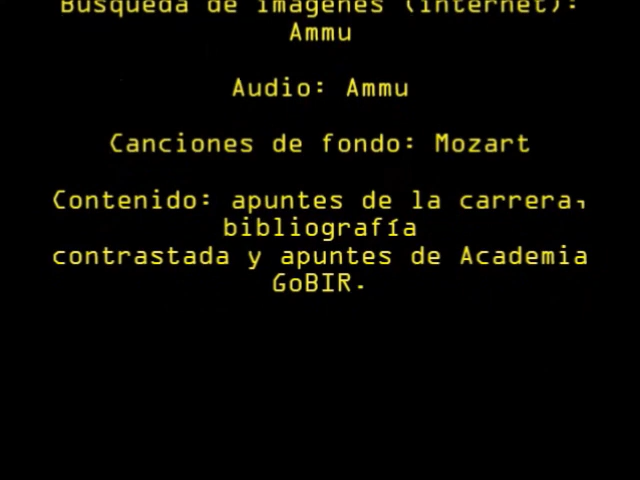 Búsqueda de imágenes (internet):
Ammu
Audio: Ammu
Canciones de fondo: Mozart
Contenido: apuntes de la carrera,
bibliografía
contrastada y apuntes de Academia
GoBIR.